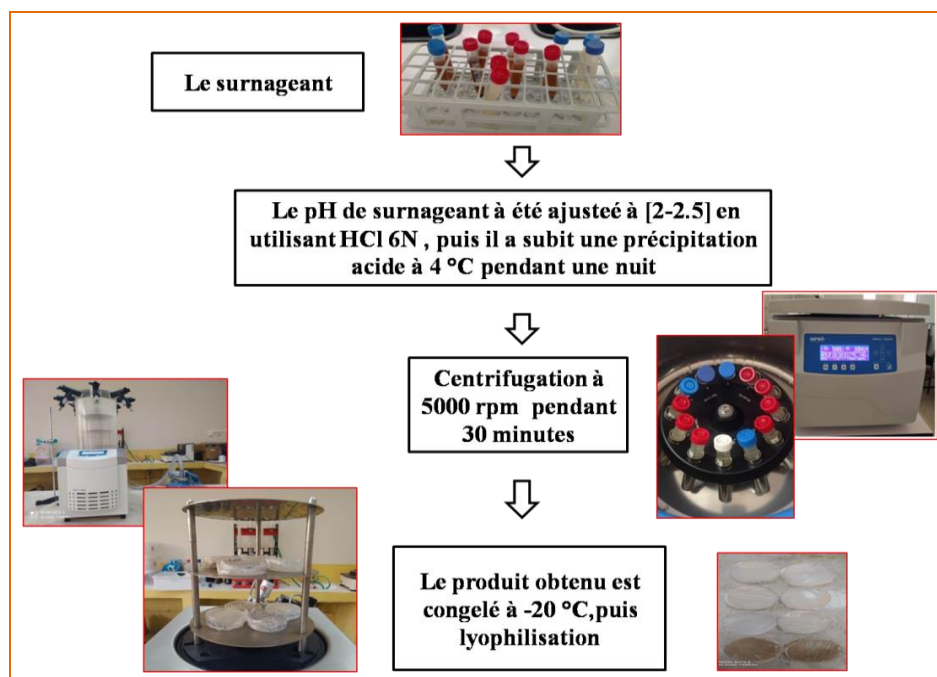 Le surnageant
Le pH de surnageant à été ajusteé à [2-2.5] en
utilisant HCl 6N , puis il a subit une précipitation
acide à 4 °C pendant une nuit
Centrifugation à
5000 rpm pendant
30 minutes
Le produit obtenu est
congelé à -20 °C,puis
lyophilisation